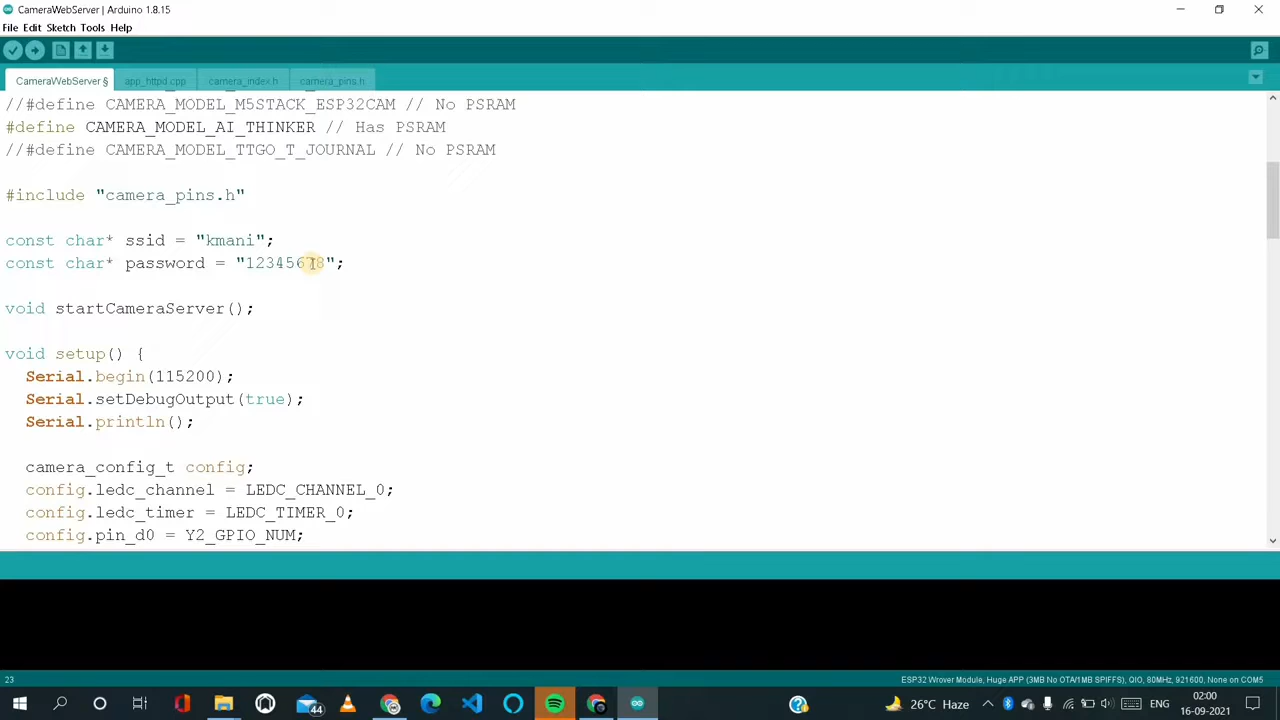 CameraWebServer | Arduino 1.8.15
File Edit Sketch Tools Help
CameraWebServer § app_httpd.cpp camera_index.h camera_pins.h
//#define CAMERA_MODEL_M5STACK_ESP32CAM // No PSRAM
#define CAMERA_MODEL_AI_THINKER // Has PSRAM
//#define CAMERA_MODEL_TTGO_T_JOURNAL // No PSRAM
#include "camera_pins.h"
const char* ssid = "kmani";
const char* password = "12345678";
void startCameraServer();
void setup() {
Serial.begin(115200);
Serial.setDebugOutput(true);
Serial.println();
camera_config_t config;
config.ledc_channel = LEDC_CHANNEL_0;
config.ledc_timer = LEDC_TIMER_0;
config.pin_d0 = Y2_GPIO_NUM;
23 ESP32 Wrover Module, Huge APP (3MB No OTA/1MB SPIFFS), QIO, 80MHz, 921600, None on COM5
44 26°C Haze ENG 02:00
16-09-2021